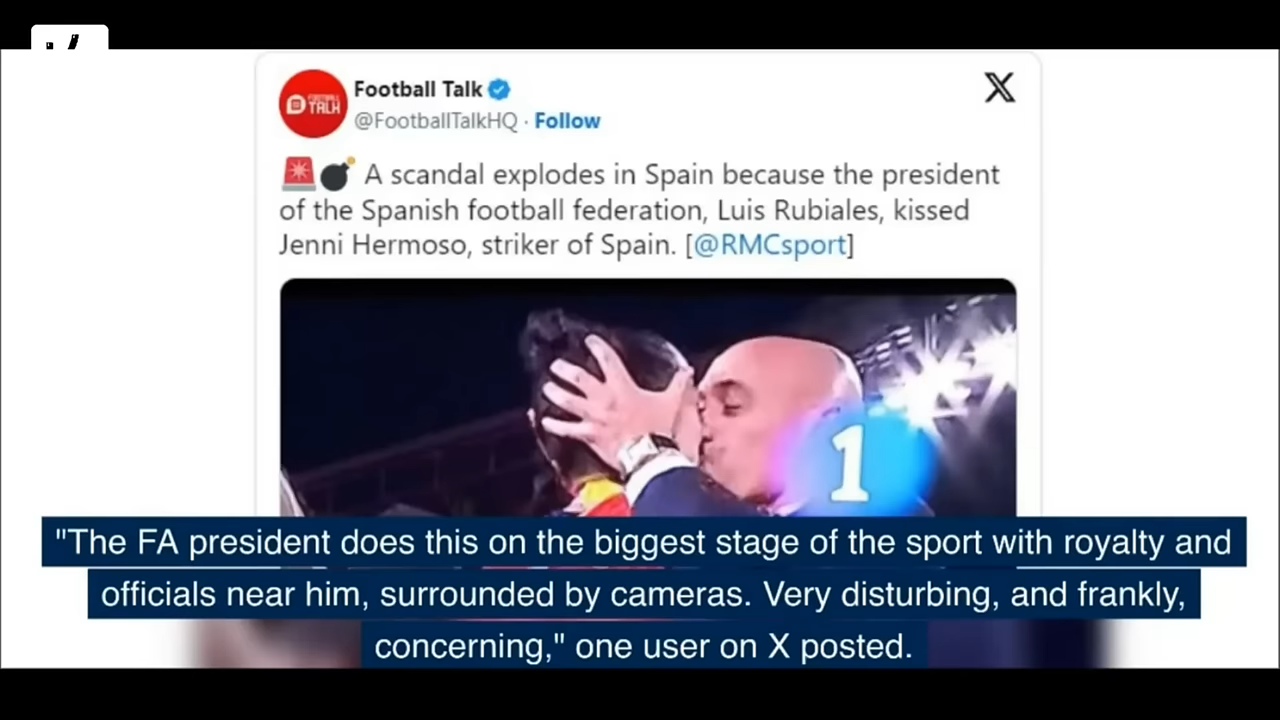 Football Talk
FOOTBALL
TALK
@FootballTalkHQ · Follow
A scandal explodes in Spain because the president
of the Spanish football federation, Luis Rubiales, kissed
Jenni Hermoso, striker of Spain. [@RMCsport]
1
"The FA president does this on the biggest stage of the sport with royalty and
officials near him, surrounded by cameras. Very disturbing, and frankly,
concerning," one user on X posted.